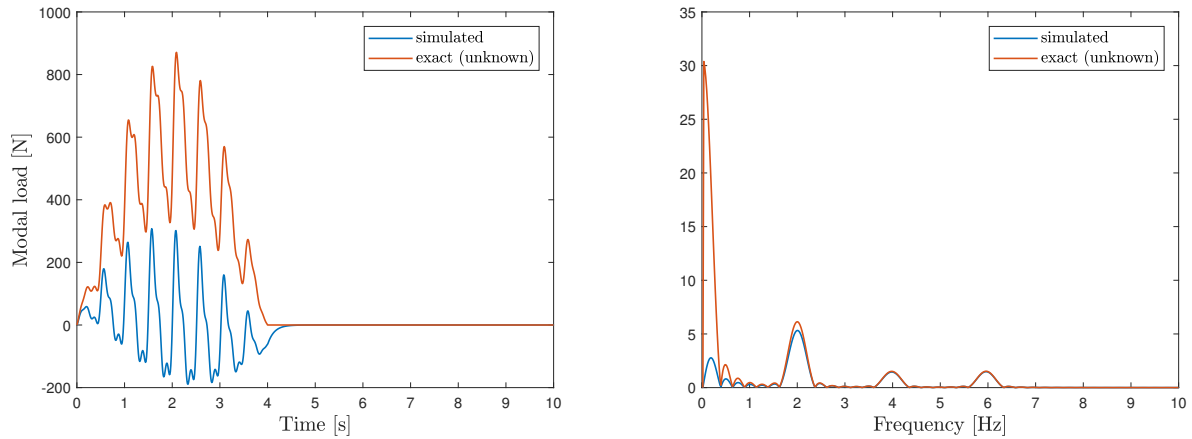 1000
800
600
400
200
0
-200
0 1 2 3 4 5 6 7 8 9 10
Modal load [N]
Time [s]
simulated
exact (unknown)
35
30
25
20
15
10
5
0
0 1 2 3 4 5 6 7 8 9 10
Frequency [Hz]
simulated
exact (unknown)